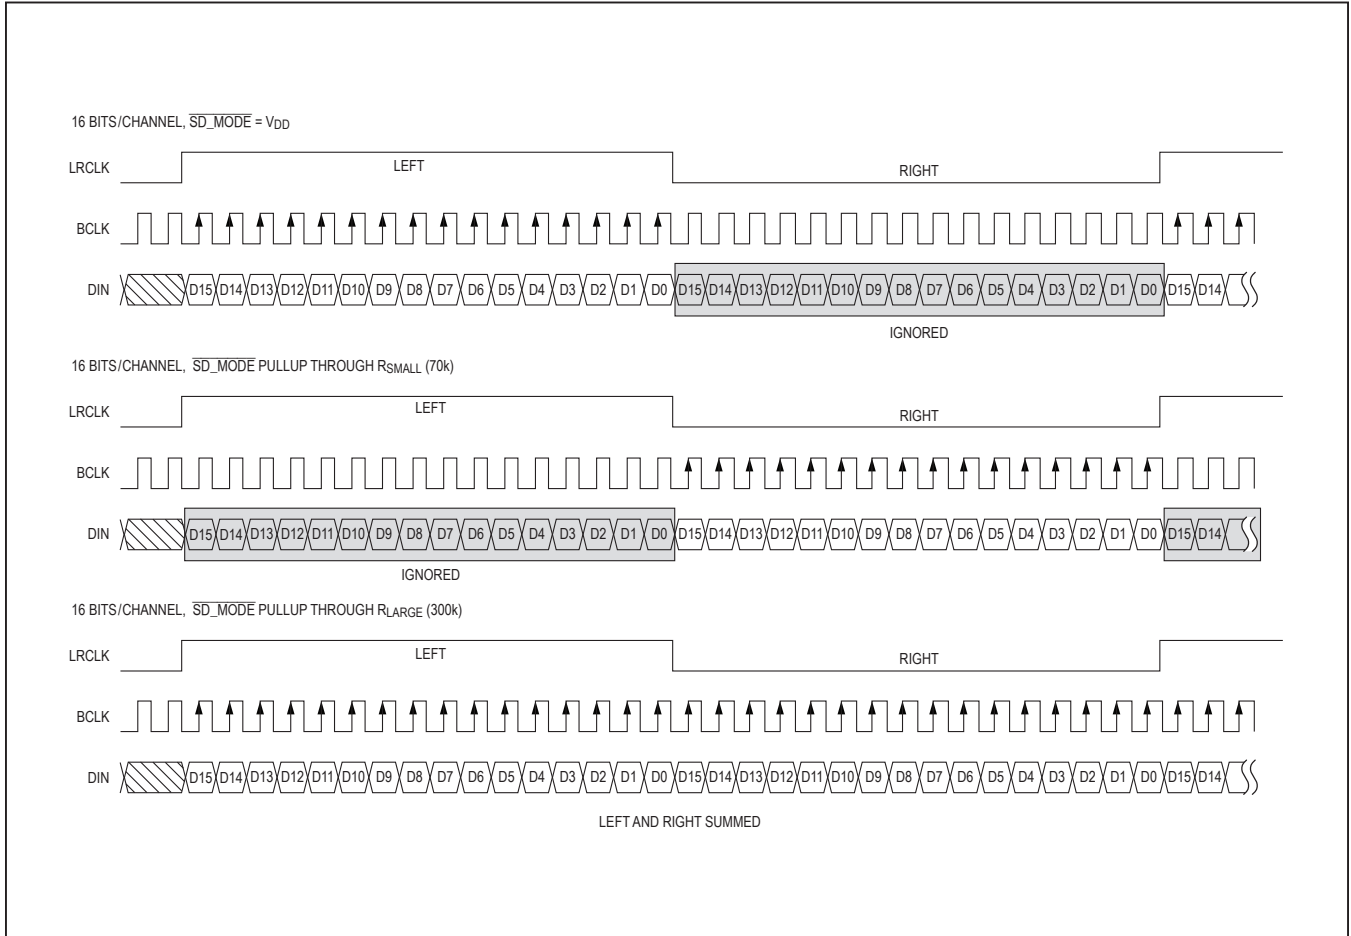 16 BITS/CHANNEL, SD_MODE = VDD
LRCLK LEFT RIGHT
BCLK
DIN D15 D14 D13 D12 D11 D10 D9 D8 D7 D6 D5 D4 D3 D2 D1 D0 D15 D14 D13 D12 D11 D10 D9 D8 D7 D6 D5 D4 D3 D2 D1 D0 D15 D14
IGNORED
16 BITS/CHANNEL, SD_MODE PULLUP THROUGH RSMALL (70k)
LRCLK LEFT RIGHT
BCLK
DIN D15 D14 D13 D12 D11 D10 D9 D8 D7 D6 D5 D4 D3 D2 D1 D0 D15 D14 D13 D12 D11 D10 D9 D8 D7 D6 D5 D4 D3 D2 D1 D0 D15 D14
IGNORED
16 BITS/CHANNEL, SD_MODE PULLUP THROUGH RLARGE (300k)
LRCLK LEFT RIGHT
BCLK
DIN D15 D14 D13 D12 D11 D10 D9 D8 D7 D6 D5 D4 D3 D2 D1 D0 D15 D14 D13 D12 D11 D10 D9 D8 D7 D6 D5 D4 D3 D2 D1 D0 D15 D14
LEFT AND RIGHT SUMMED